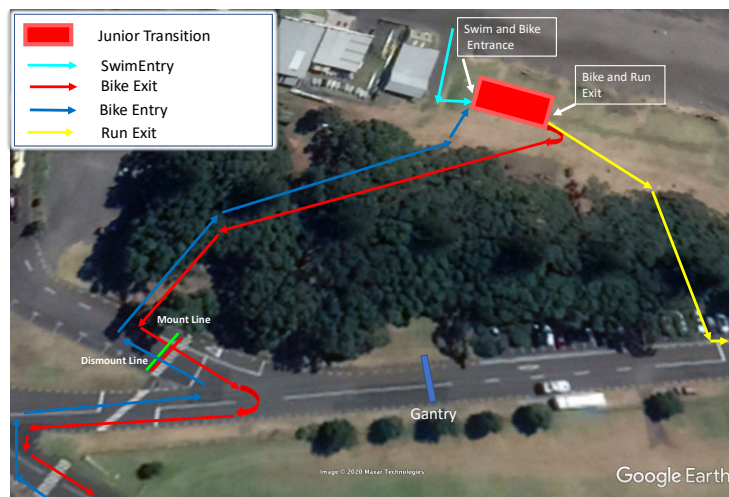 Junior Transition
SwimEntry
Bike Exit
Bike Entry
Run Exit
Swim and Bike
Entrance
Bike and Run
Exit
Mount Line
Dismount Line
Gantry
Image © 2020 Maxar Technologies
Google Earth